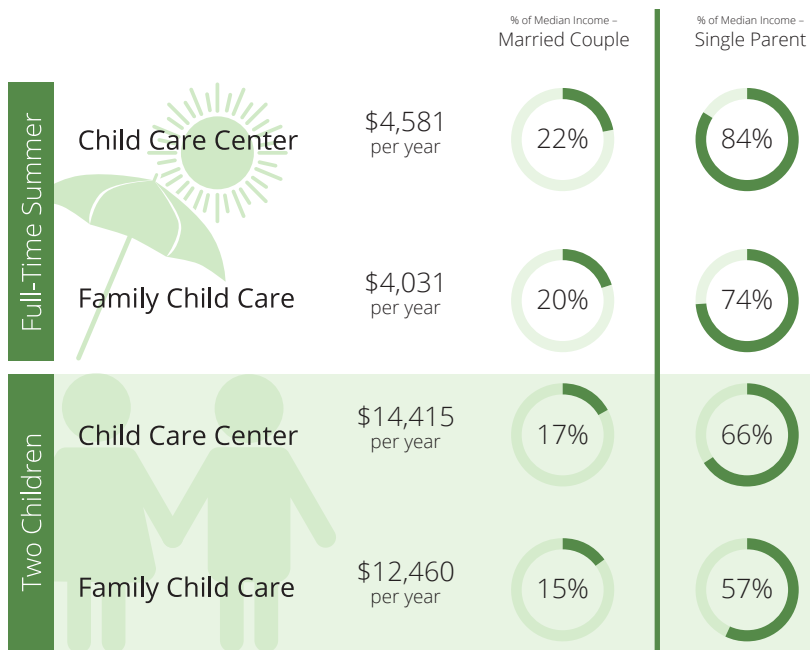 % of Median Income –
Married Couple
% of Median Income –
Single Parent
Full-Time Summer
Child Care Center
$4,581
per year
22%
84%
Family Child Care
$4,031
per year
20%
74%
Two Children
Child Care Center
$14,415
per year
17%
66%
Family Child Care
$12,460
per year
15%
57%